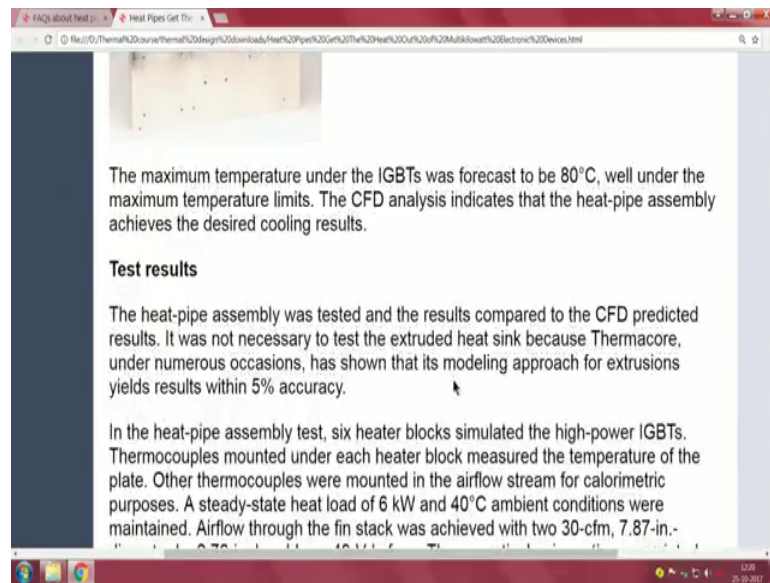 FAQs about heat p
Heat Pipes Get The
file:///D:/Thermal%20course/thermal%20design%20downloads/Heat%20Pipes%20Get%20The%20Heat%20Out%20of%20Multikilowatt%20Electronic%20Devices.html
The maximum temperature under the IGBTs was forecast to be 80°C, well under the
maximum temperature limits. The CFD analysis indicates that the heat-pipe assembly
achieves the desired cooling results.
Test results
The heat-pipe assembly was tested and the results compared to the CFD predicted
results. It was not necessary to test the extruded heat sink because Thermacore,
under numerous occasions, has shown that its modeling approach for extrusions
yields results within 5% accuracy.
In the heat-pipe assembly test, six heater blocks simulated the high-power IGBTs.
Thermocouples mounted under each heater block measured the temperature of the
plate. Other thermocouples were mounted in the airflow stream for calorimetric
purposes. A steady-state heat load of 6 kW and 40°C ambient conditions were
maintained. Airflow through the fin stack was achieved with two 30-cfm, 7.87-in.-
12:20
25-10-2017